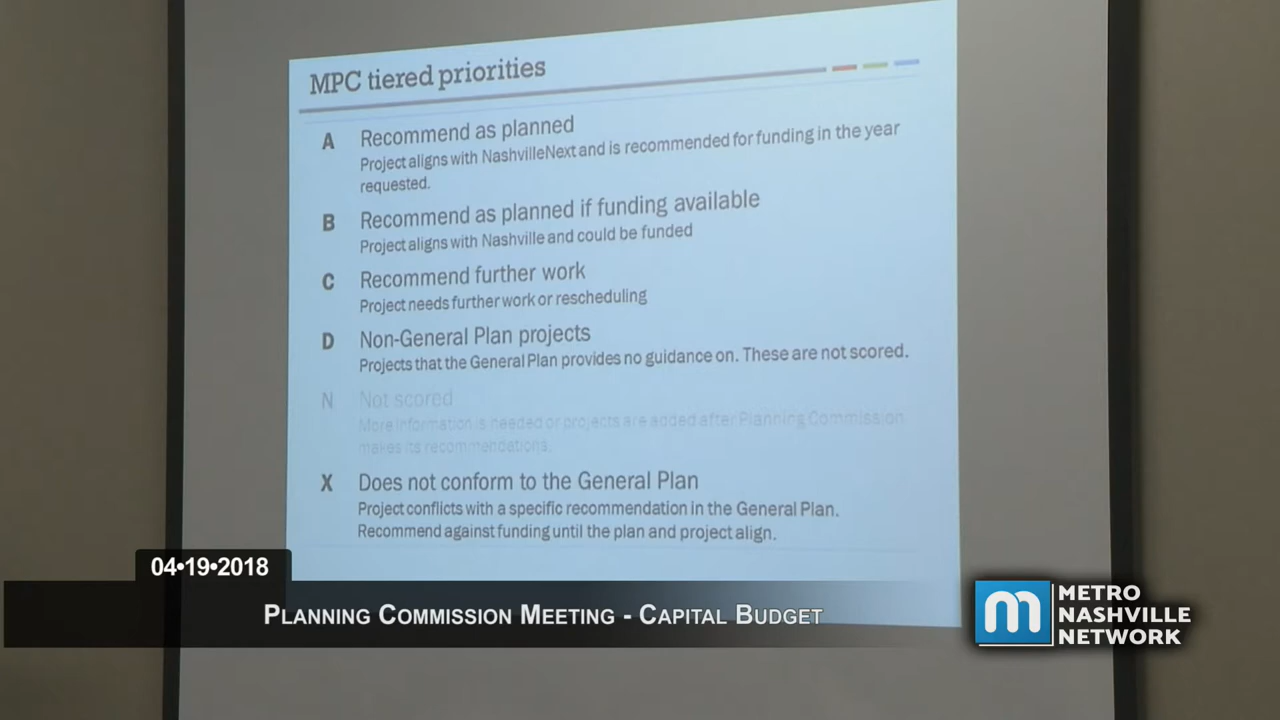 MPC tiered priorities
A Recommend as planned
Project aligns with NashvilleNext and is recommended for funding in the year
requested.
B Recommend as planned if funding available
Project aligns with Nashville and could be funded
C Recommend further work
Project needs further work or rescheduling
D Non-General Plan projects
Projects that the General Plan provides no guidance on. These are not scored.
N Not scored
More information is needed or projects are added after Planning Commission
makes its recommendations.
X Does not conform to the General Plan
Project conflicts with a specific recommendation in the General Plan.
Recommend against funding until the plan and project align.
04•19•2018
PLANNING COMMISSION MEETING - CAPITAL BUDGET
m
METRO
NASHVILLE
NETWORK